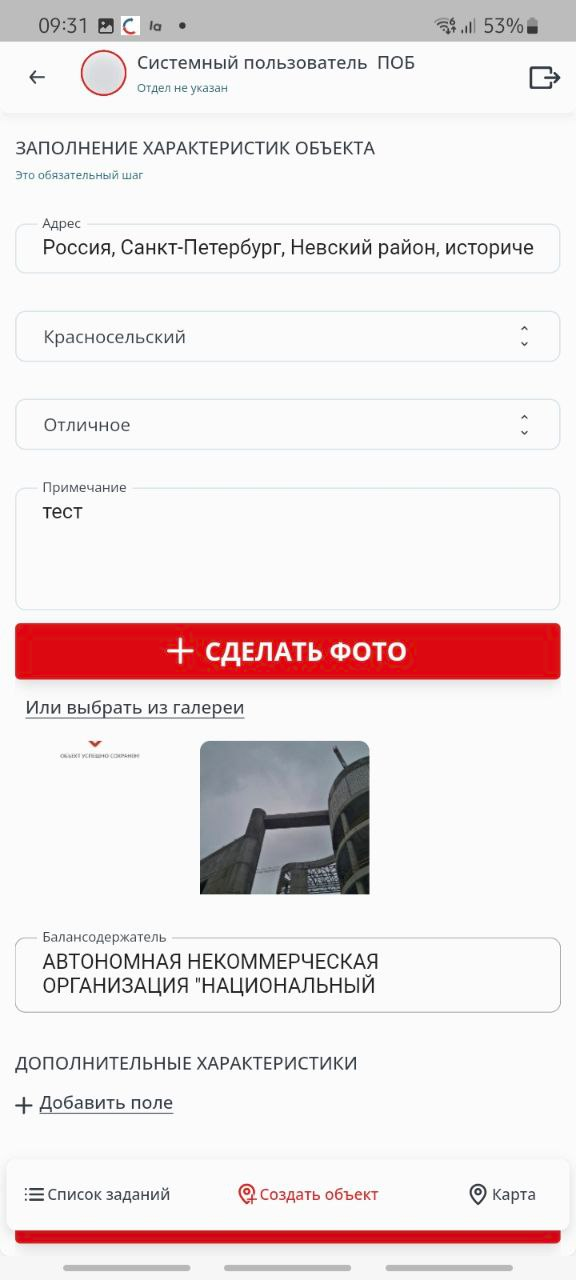 09:31
53%
Системный пользователь ПОБ
Отдел не указан
ЗАПОЛНЕНИЕ ХАРАКТЕРИСТИК ОБЪЕКТА
Это обязательный шаг
Адрес
Россия, Санкт-Петербург, Невский район, историче
Красносельский
Отличное
Примечание
тест
+ СДЕЛАТЬ ФОТО
Или выбрать из галереи
ОБЪЕКТ УСПЕШНО СОХРАНЕН!
Балансодержатель
АВТОНОМНАЯ НЕКОММЕРЧЕСКАЯ
ОРГАНИЗАЦИЯ "НАЦИОНАЛЬНЫЙ
ДОПОЛНИТЕЛЬНЫЕ ХАРАКТЕРИСТИКИ
+ Добавить поле
Список заданий
Создать объект
Карта